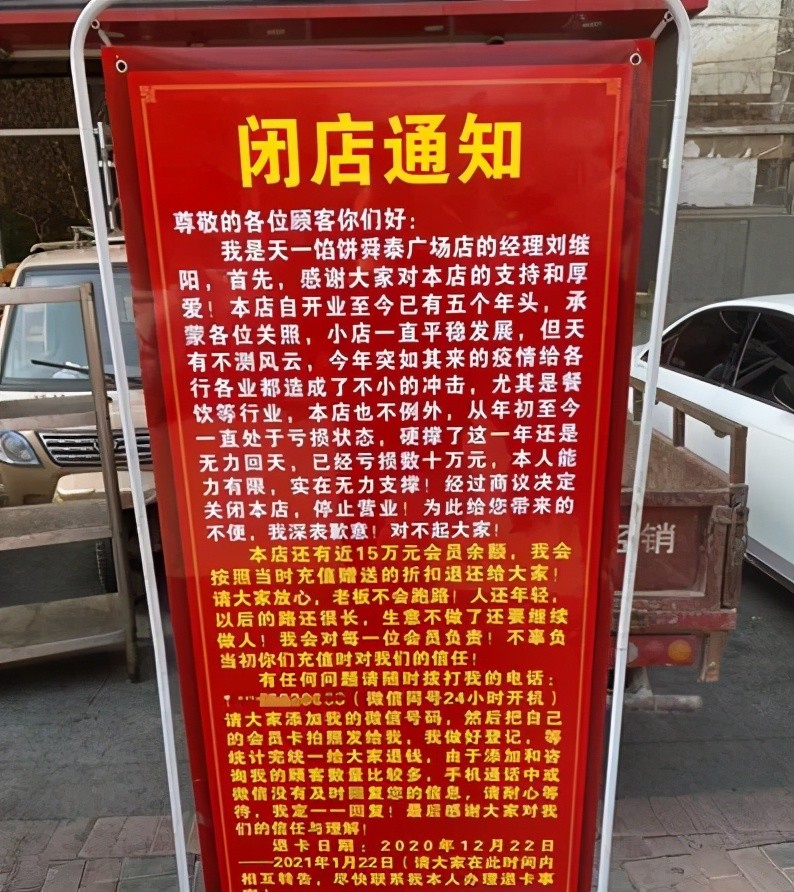 闭店通知
尊敬的各位顾客你们好：
我是天一馅饼舜泰广场店的经理刘继
阳，首先，感谢大家对本店的支持和厚
爱！本店自开业至今已有五个年头，承
蒙各位关照，小店一直平稳发展，但天
有不测风云，今年突如其来的疫情给各
行各业都造成了不小的冲击，尤其是餐
饮等行业，本店也不例外，从年初至今
一直处于亏损状态，硬撑了这一年还是
无力回天，已经亏损数十万元，本人能
力有限，实在无力支撑！经过商议决定
关闭本店，停止营业！为此给您带来的
不便，我深表歉意！对不起大家！
本店还有近15万元会员余额，我会
按照当时充值赠送的折扣退还给大家！
请大家放心，老板不会跑路！人还年轻，
以后的路还很长，生意不做了还要继续
做人！我会对每一位会员负责！不辜负
当初你们充值时对我们的信任！
有任何问题请随时拨打我的电话：
（微信同号24小时开机）
请大家添加我的微信号码，然后把自己
的会员卡拍照发给我，我做好登记，等
统计完统一给大家退钱，由于添加和咨
询我的顾客数量比较多，手机通话中或
微信没有及时回复您的信息，请耐心等
待，我定一一回复！最后感谢大家对我
们的信任与理解！
退卡日期：2020年12月22日
——2021年1月22日（请大家在此时间内
相互转告，尽快联系我本人办理退卡事
销